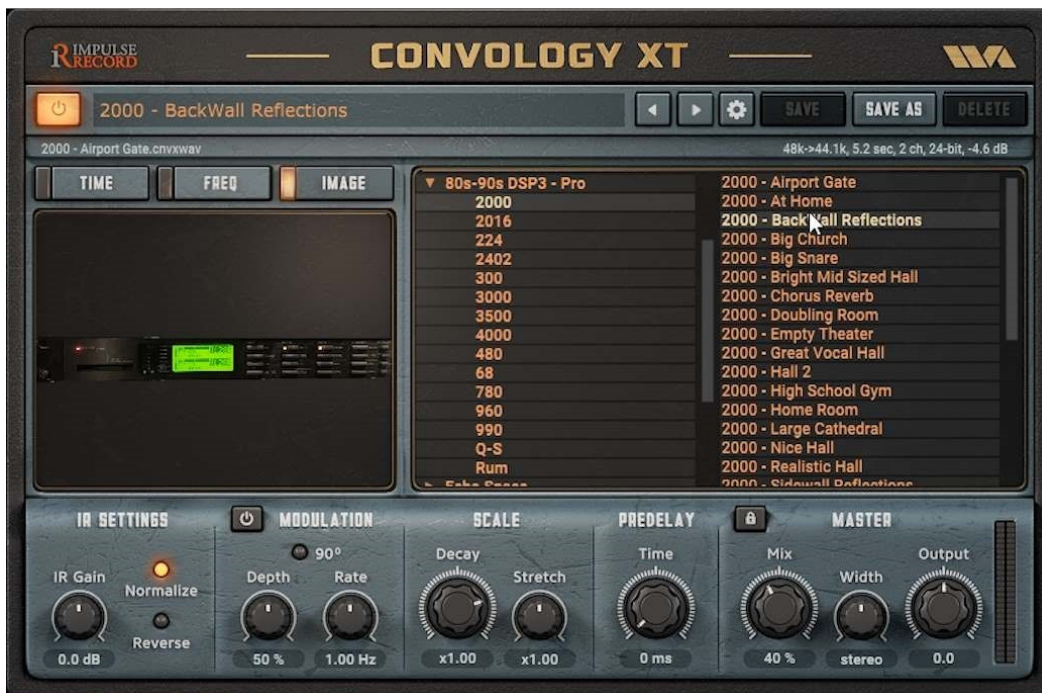 IMPULSE
RECORD
CONVOLOGY XT
2000 - BackWall Reflections
SAVE
SAVE AS
DELETE
2000 - Airport Gate.cnvxwav
48k->44.1k, 5.2 sec, 2 ch, 24-bit, -4.6 dB
TIME
FREQ
IMAGE
80s-90s DSP3 - Pro
2000
2016
224
2402
300
3000
3500
4000
480
68
780
960
990
Q-S
Rum
Echo Space
2000 - Airport Gate
2000 - At Home
2000 - BackWall Reflections
2000 - Big Church
2000 - Big Snare
2000 - Bright Mid Sized Hall
2000 - Chorus Reverb
2000 - Doubling Room
2000 - Empty Theater
2000 - Great Vocal Hall
2000 - Hall 2
2000 - High School Gym
2000 - Home Room
2000 - Large Cathedral
2000 - Nice Hall
2000 - Realistic Hall
2000 - Sidewall Reflections
IR SETTINGS
IR Gain
Normalize
Reverse
0.0 dB
MODULATION
90°
Depth
Rate
50 %
1.00 Hz
SCALE
Decay
Stretch
x1.00
x1.00
PREDELAY
Time
0 ms
MASTER
Mix
Width
Output
40 %
stereo
0.0